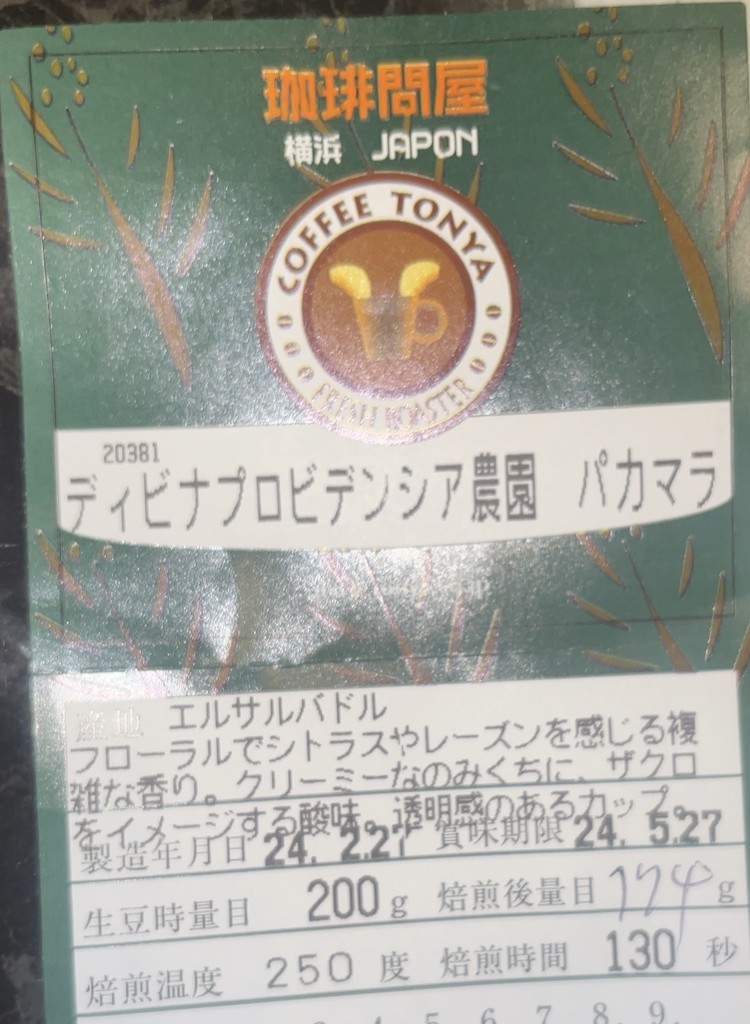 珈琲問屋
横浜 JAPON
COFFEE TONYA
FRESH ROASTER
20381
ディビナプロビデンシア農園 パカマラ
産地 エルサルバドル
フローラルでシトラスやレーズンを感じる複
雑な香り。クリーミーなのみくちに、ザクロ
をイメージする酸味。透明感のあるカップ。
製造年月日 24. 2.27 賞味期限 24. 5.27
生豆時量目 200 g 焙煎後量目 174 g
焙煎温度 250 度 焙煎時間 130 秒
4 5 6 7. 8. 9.